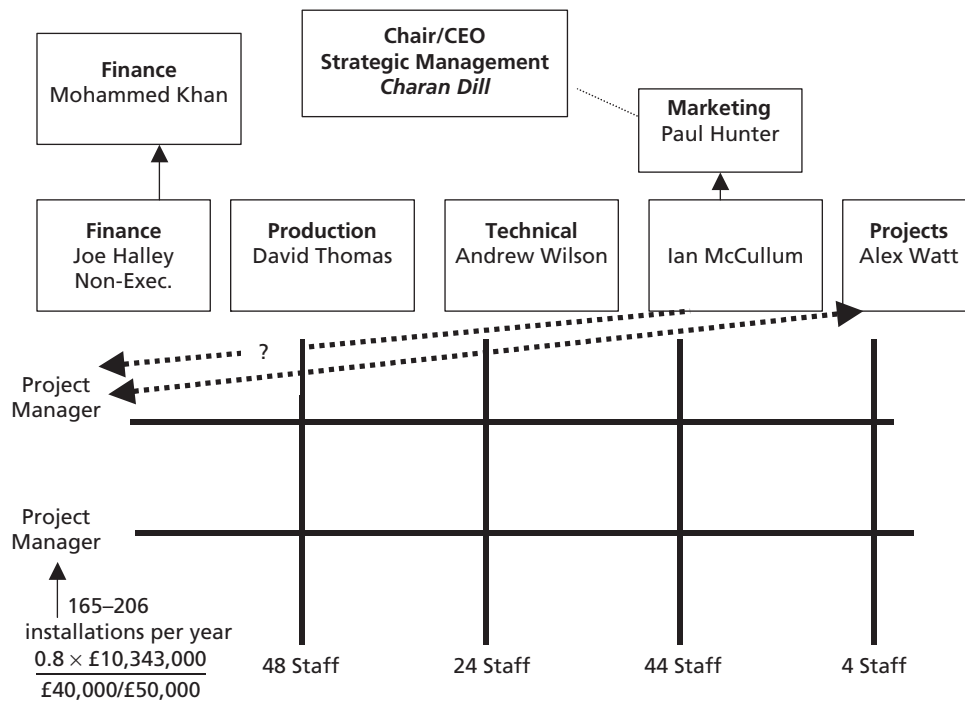 Chair/CEO
Strategic Management
Charan Dill
Finance
Mohammed Khan
Marketing
Paul Hunter
Finance
Joe Halley
Non-Exec.
Production
David Thomas
Technical
Andrew Wilson
Ian McCullum
Projects
Alex Watt
?
Project
Manager
Project
Manager
165–206
installations per year
0.8 × £10,343,000
£40,000/£50,000
48 Staff
24 Staff
44 Staff
4 Staff